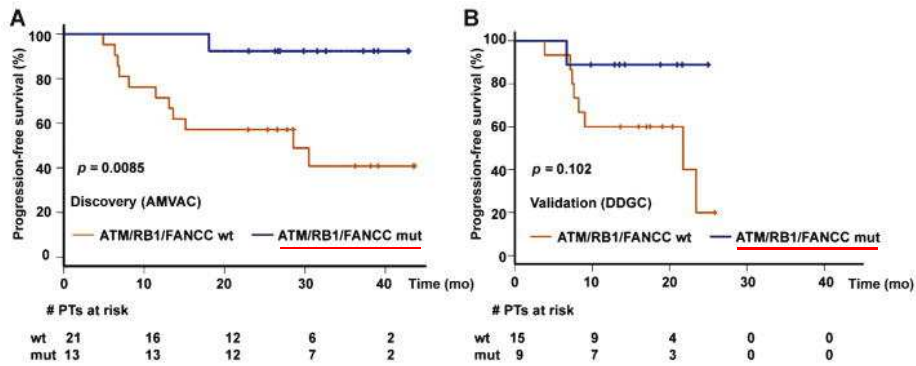 A
Progression-free survival (%)
100
80
60
40
20
0
p = 0.0085
Discovery (AMVAC)
ATM/RB1/FANCC wt ATM/RB1/FANCC mut
0 10 20 30 40 Time (mo)
# PTs at risk
wt 21 16 12 6 2
mut 13 13 12 7 2
B
Progression-free survival (%)
100
80
60
40
20
0
p = 0.102
Validation (DDGC)
ATM/RB1/FANCC wt ATM/RB1/FANCC mut
0 10 20 30 40 Time (mo)
# PTs at risk
wt 15 9 4 0 0
mut 9 7 3 0 0